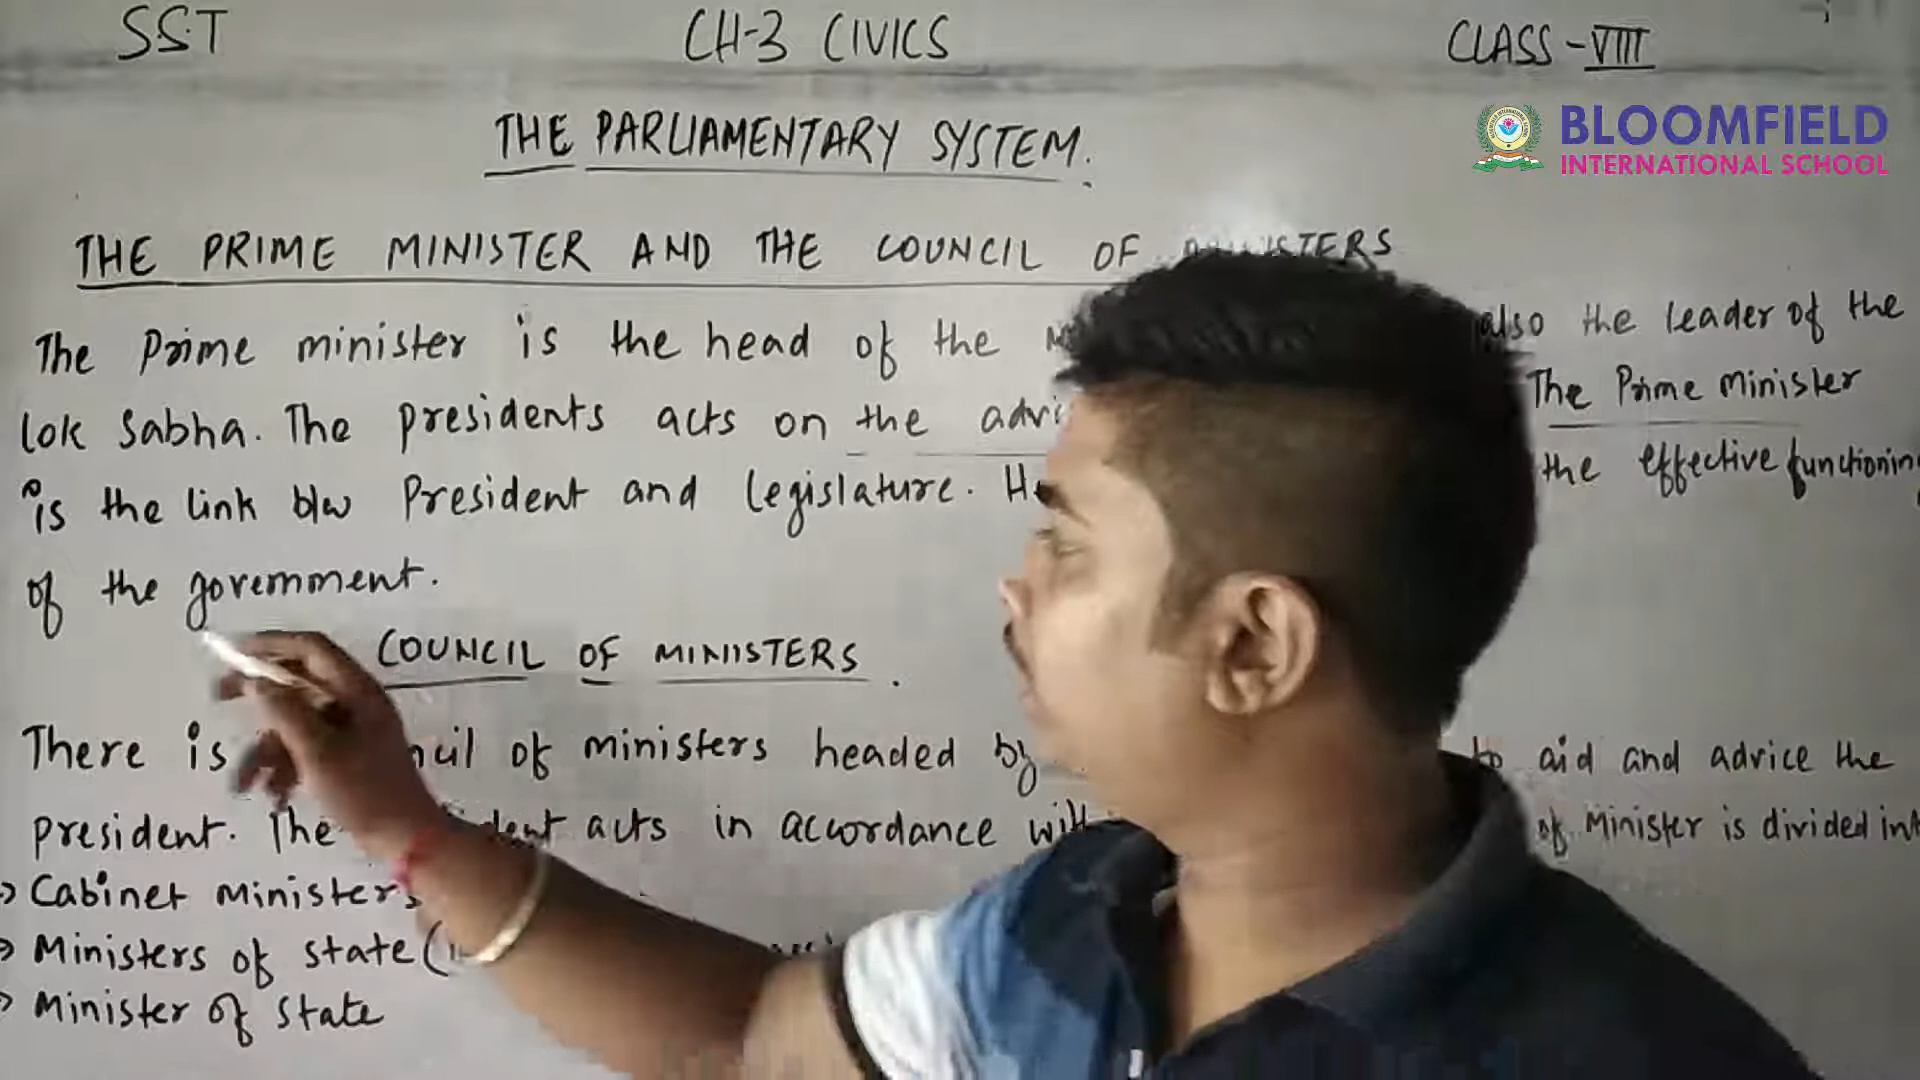 S.S.T CH-3 CIVICS CLASS-VIII
BLOOMFIELD
INTERNATIONAL SCHOOL
THE PARLIAMENTARY SYSTEM.
THE PRIME MINISTER AND THE COUNCIL OF MINISTERS
The Prime minister is the head of the also the leader of the
lok Sabha. The presidents acts on the The Prime Minister
is the link b/w President and legislature. the effective functioning
of the government.
COUNCIL OF MINISTERS.
There is of ministers headed by to aid and advice the
president. The acts in accordance with of Minister is divided
→ Cabinet Ministers
→ Ministers of state (
→ Minister of state